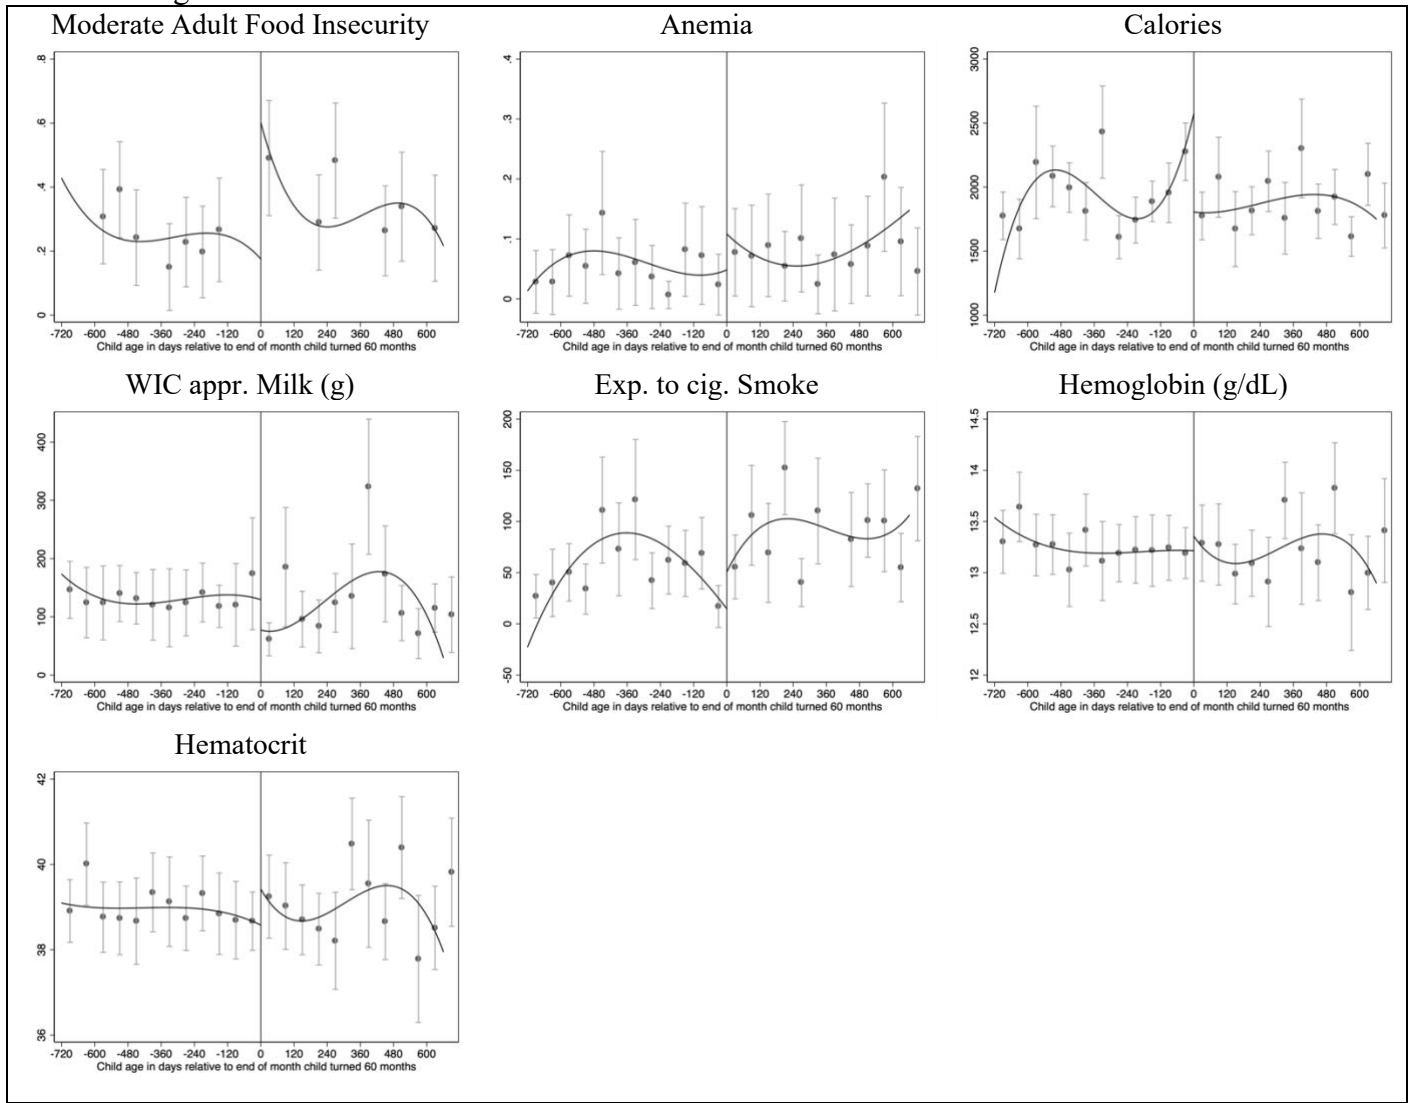 Moderate Adult Food Insecurity
.8
.6
.4
.2
0
-720 -600 -480 -360 -240 -120 0 120 240 360 480 600
Child age in days relative to end of month child turned 60 months
Anemia
.4
.3
.2
.1
0
-720 -600 -480 -360 -240 -120 0 120 240 360 480 600
Child age in days relative to end of month child turned 60 months
Calories
3000
2500
2000
1500
1000
-720 -600 -480 -360 -240 -120 0 120 240 360 480 600
Child age in days relative to end of month child turned 60 months
WIC appr. Milk (g)
400
300
200
100
0
-720 -600 -480 -360 -240 -120 0 120 240 360 480 600
Child age in days relative to end of month child turned 60 months
Exp. to cig. Smoke
200
150
100
50
0
-50
-720 -600 -480 -360 -240 -120 0 120 240 360 480 600
Child age in days relative to end of month child turned 60 months
Hemoglobin (g/dL)
14.5
14
13.5
13
12.5
12
-720 -600 -480 -360 -240 -120 0 120 240 360 480 600
Child age in days relative to end of month child turned 60 months
Hematocrit
42
40
38
36
-720 -600 -480 -360 -240 -120 0 120 240 360 480 600
Child age in days relative to end of month child turned 60 months